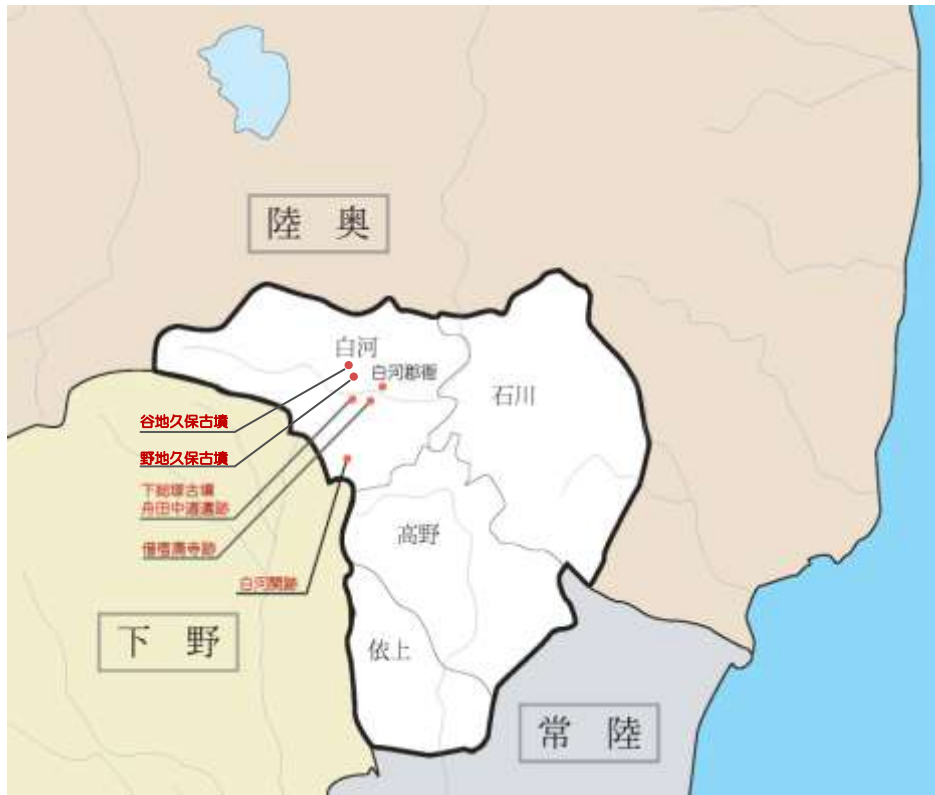 陸 奥
白河
白河郡衙
石川
谷地久保古墳
野地久保古墳
下総塚古墳
舟田中道遺跡
借宿廃寺跡
白河関跡
高野
依上
下 野
常 陸